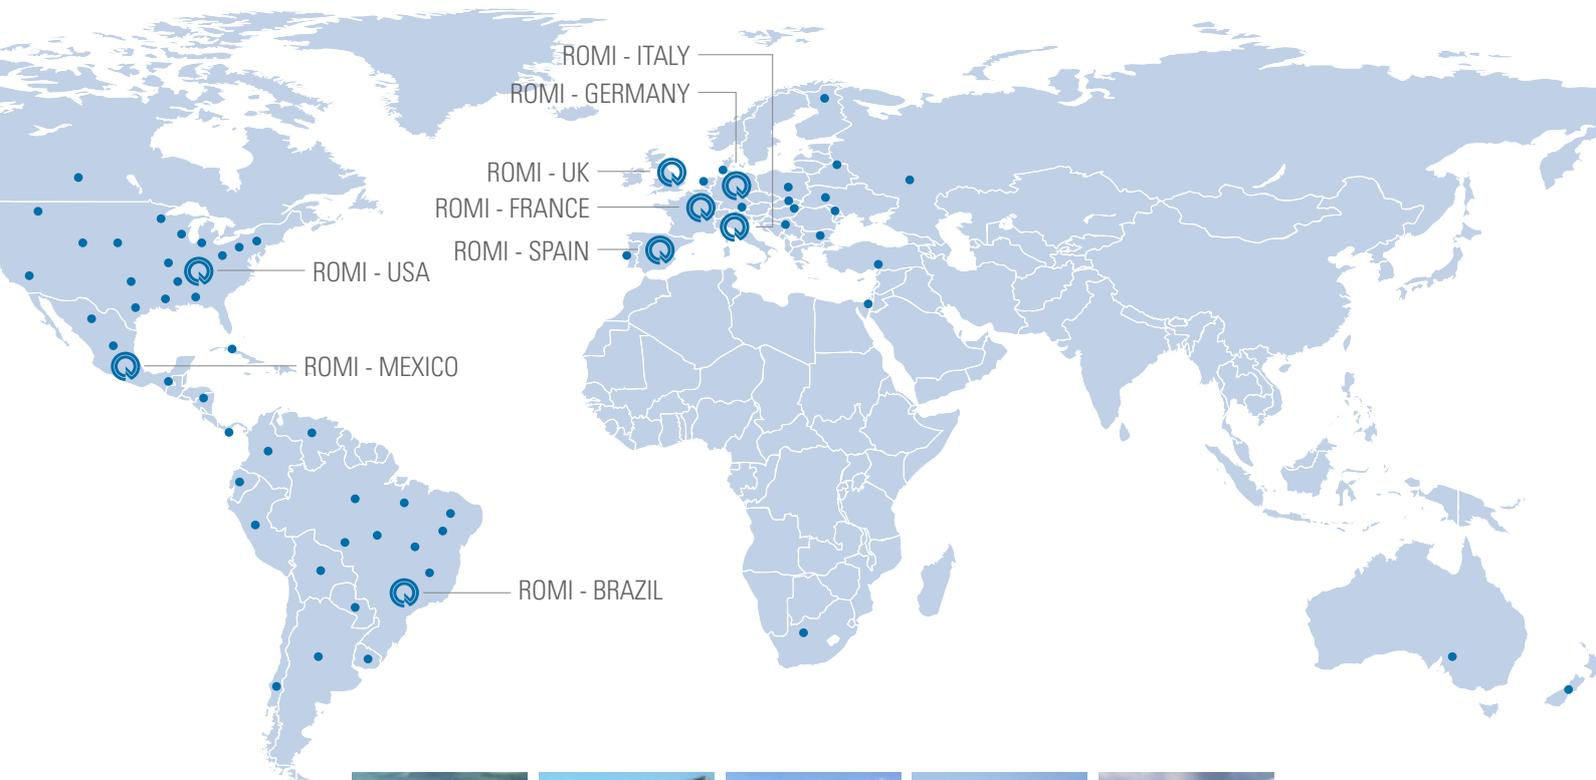 ROMI - ITALY
ROMI - GERMANY
ROMI - UK
ROMI - FRANCE
ROMI - SPAIN
ROMI - USA
ROMI - MEXICO
ROMI - BRAZIL